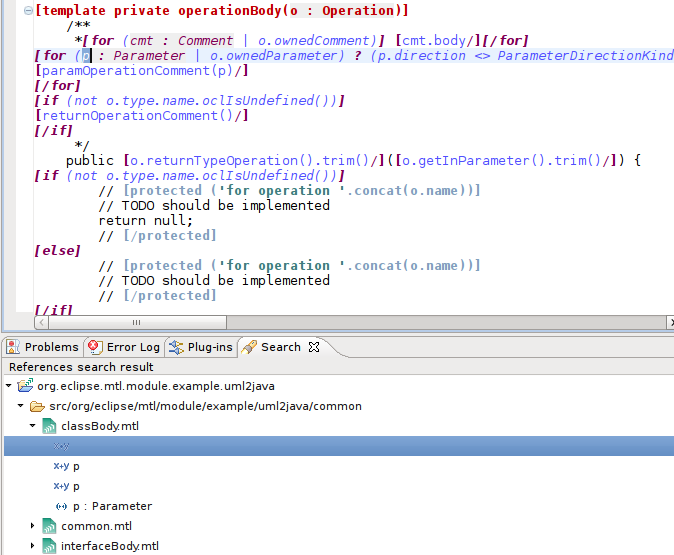 [template private operationBody(o : Operation)]
/**
*[for (cmt : Comment | o.ownedComment)] [cmt.body/][/for]
[for (p : Parameter | o.ownedParameter) ? (p.direction <> ParameterDirectionKind
[paramOperationComment(p)/]
[/for]
[if (not o.type.name.oclIsUndefined())]
[returnOperationComment()/]
[/if]
*/
public [o.returnTypeOperation().trim()/]([o.getInParameter().trim()/]) {
[if (not o.type.name.oclIsUndefined())]
// [protected ('for operation '.concat(o.name))]
// TODO should be implemented
return null;
// [/protected]
[else]
// [protected ('for operation '.concat(o.name))]
// TODO should be implemented
// [/protected]
[/if]
Problems Error Log Plug-ins Search
References search result
org.eclipse.mtl.module.example.uml2java
src/org/eclipse/mtl/module/example/uml2java/common
classBody.mtl
x+y p
x+y p
p : Parameter
common.mtl
interfaceBody.mtl